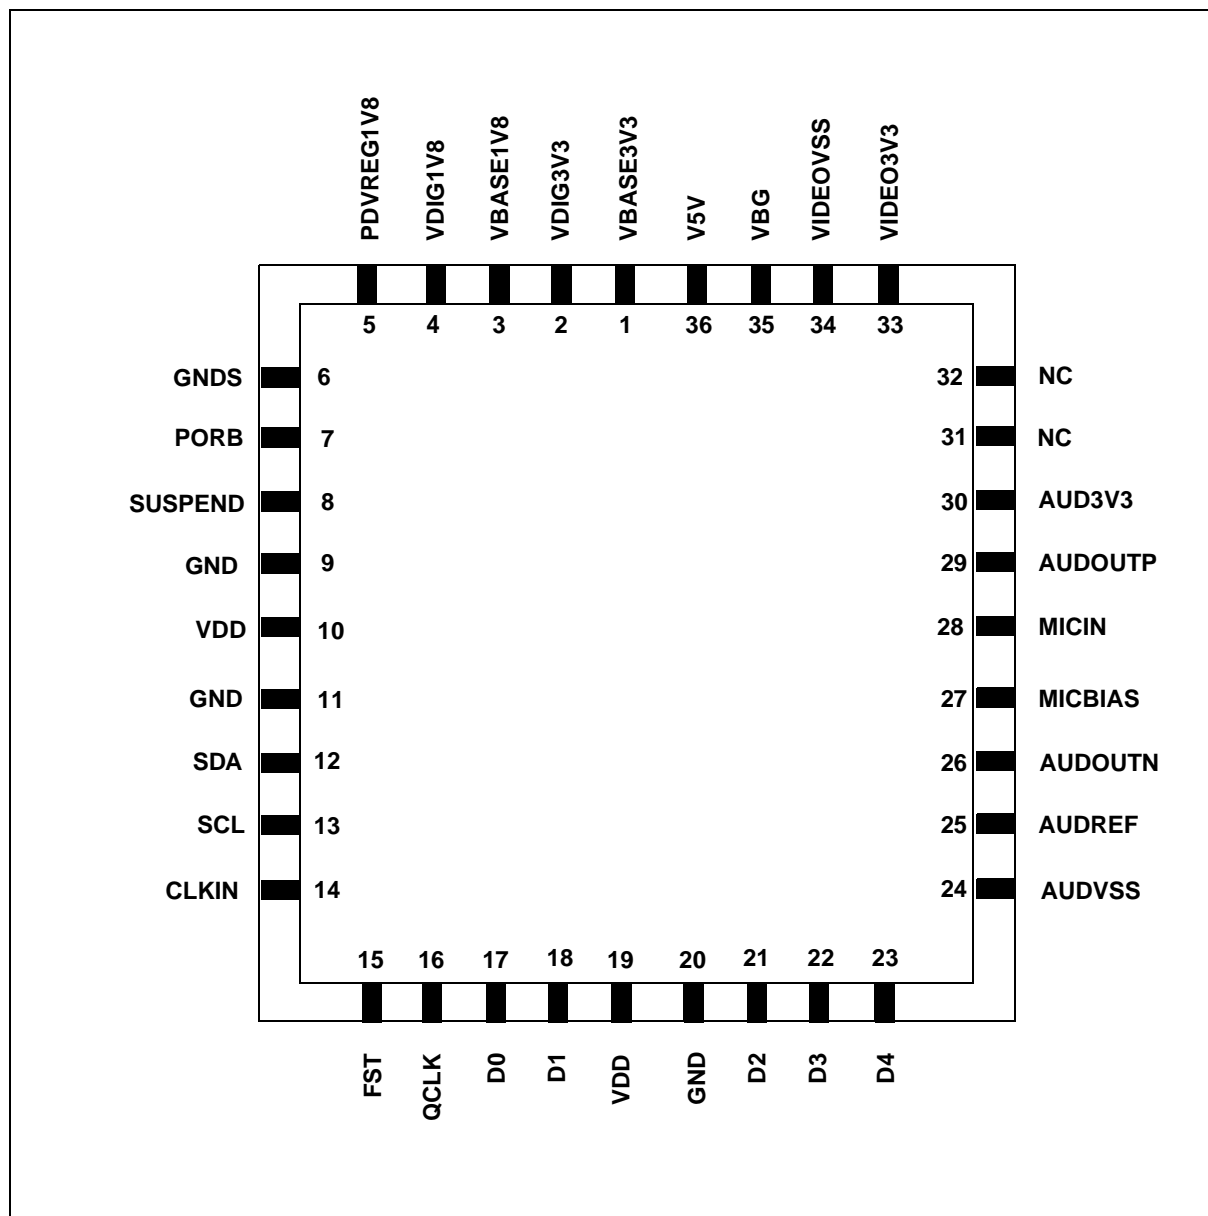 PDVREG1V8
VDIG1V8
VBASE1V8
VDIG3V3
VBASE3V3
V5V
VBG
VIDEOVSS
VIDEO3V3
5 4 3 2 1 36 35 34 33
GNDS 6
32 NC
PORB 7
31 NC
SUSPEND 8
30 AUD3V3
GND 9
29 AUDOUTP
VDD 10
28 MICIN
GND 11
27 MICBIAS
SDA 12
26 AUDOUTN
SCL 13
25 AUDREF
CLKIN 14
24 AUDVSS
15 16 17 18 19 20 21 22 23
FST
QCLK
D0
D1
VDD
GND
D2
D3
D4